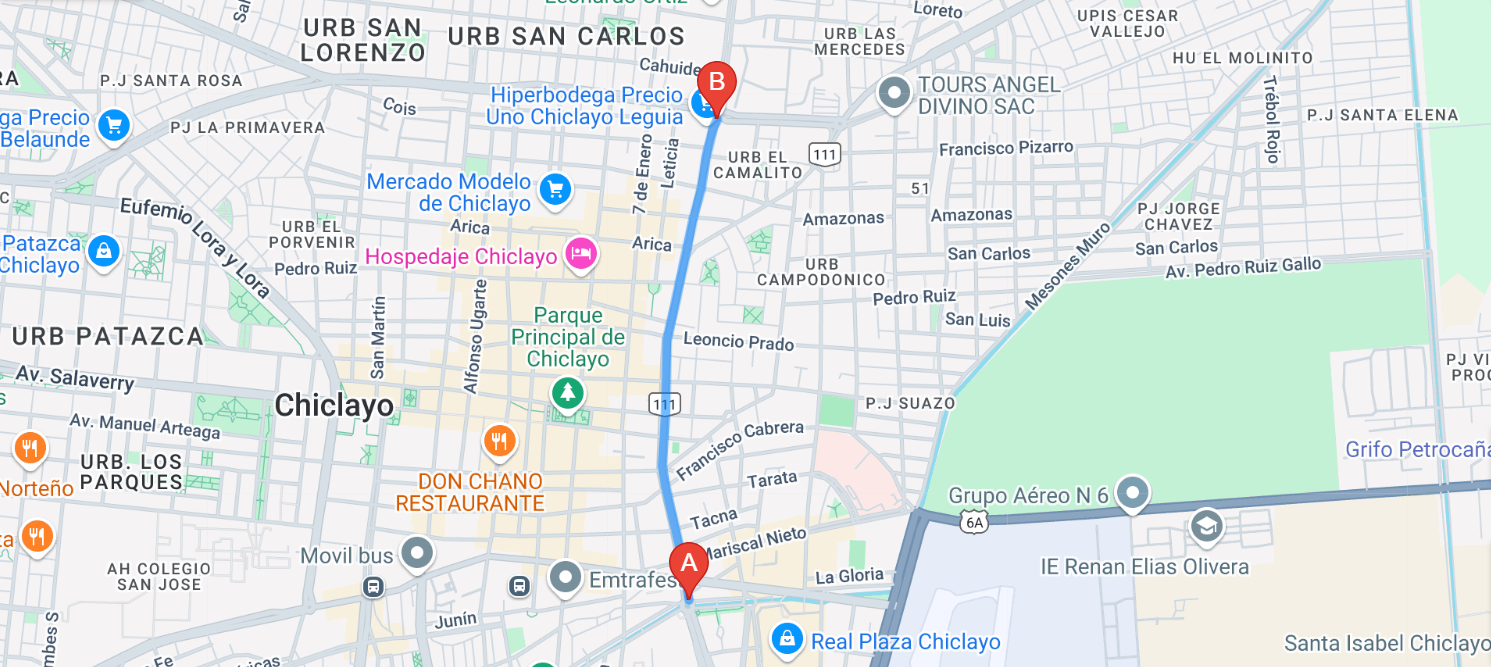 Leonardo Ortiz
Loreto
UPIS CESAR
VALLEJO
URB SAN
LORENZO
URB SAN CARLOS
URB LAS
MERCEDES
HU EL MOLINITO
Cahuide
P.J SANTA ROSA
B
TOURS ANGEL
DIVINO SAC
Trébol Rojo
Hiperbodega Precio
Uno Chiclayo Leguia
Cois
ga Precio
Belaunde
PJ LA PRIMAVERA
P.J SANTA ELENA
7 de Enero
Leticia
111
Francisco Pizarro
URB EL
CAMALITO
Mercado Modelo
de Chiclayo
51
Eufemio Lora y Lora
Amazonas
Amazonas
PJ JORGE
CHAVEZ
URB EL
PORVENIR
Arica
Arica
San Carlos
San Carlos
Patazca
Chiclayo
Hospedaje Chiclayo
Pedro Ruiz
URB
CAMPODONICO
Mesones Muro
Av. Pedro Ruiz Gallo
Pedro Ruiz
San Luis
San Martín
Alfonso Ugarte
Parque
Principal de
Chiclayo
URB PATAZCA
Leoncio Prado
PJ VI
PROG
Av. Salaverry
Chiclayo
111
P.J SUAZO
Av. Manuel Arteaga
Francisco Cabrera
Grifo Petrocaña
URB. LOS
PARQUES
Norteño
DON CHANO
RESTAURANTE
Tarata
Grupo Aéreo N 6
Tacna
6A
Mariscal Nieto
ta
Movil bus
A
AH COLEGIO
SAN JOSE
Emtrafesa
La Gloria
IE Renan Elias Olivera
Junín
Real Plaza Chiclayo
Santa Isabel Chiclayo
mbes S
Fe